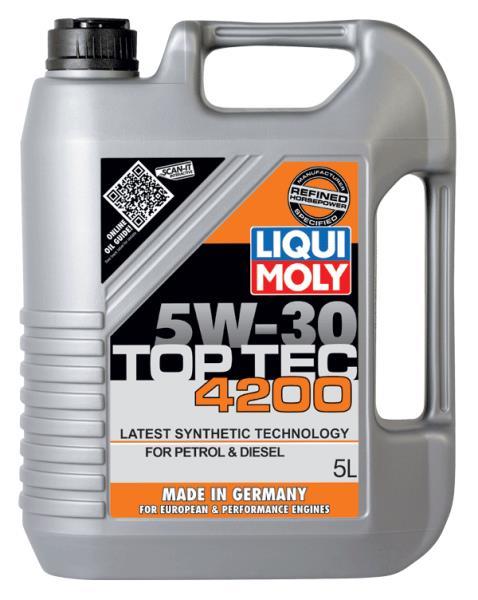 SCAN-IT
INTERACTIVE
ONLINE
OIL GUIDE!
MANUFACTURER
REFINED
HORSEPOWER
SPECIFIED
LIQUI
MOLY
5W-30
TOP TEC
4200
LATEST SYNTHETIC TECHNOLOGY
FOR PETROL & DIESEL
5L
MADE IN GERMANY
FOR EUROPEAN & PERFORMANCE ENGINES